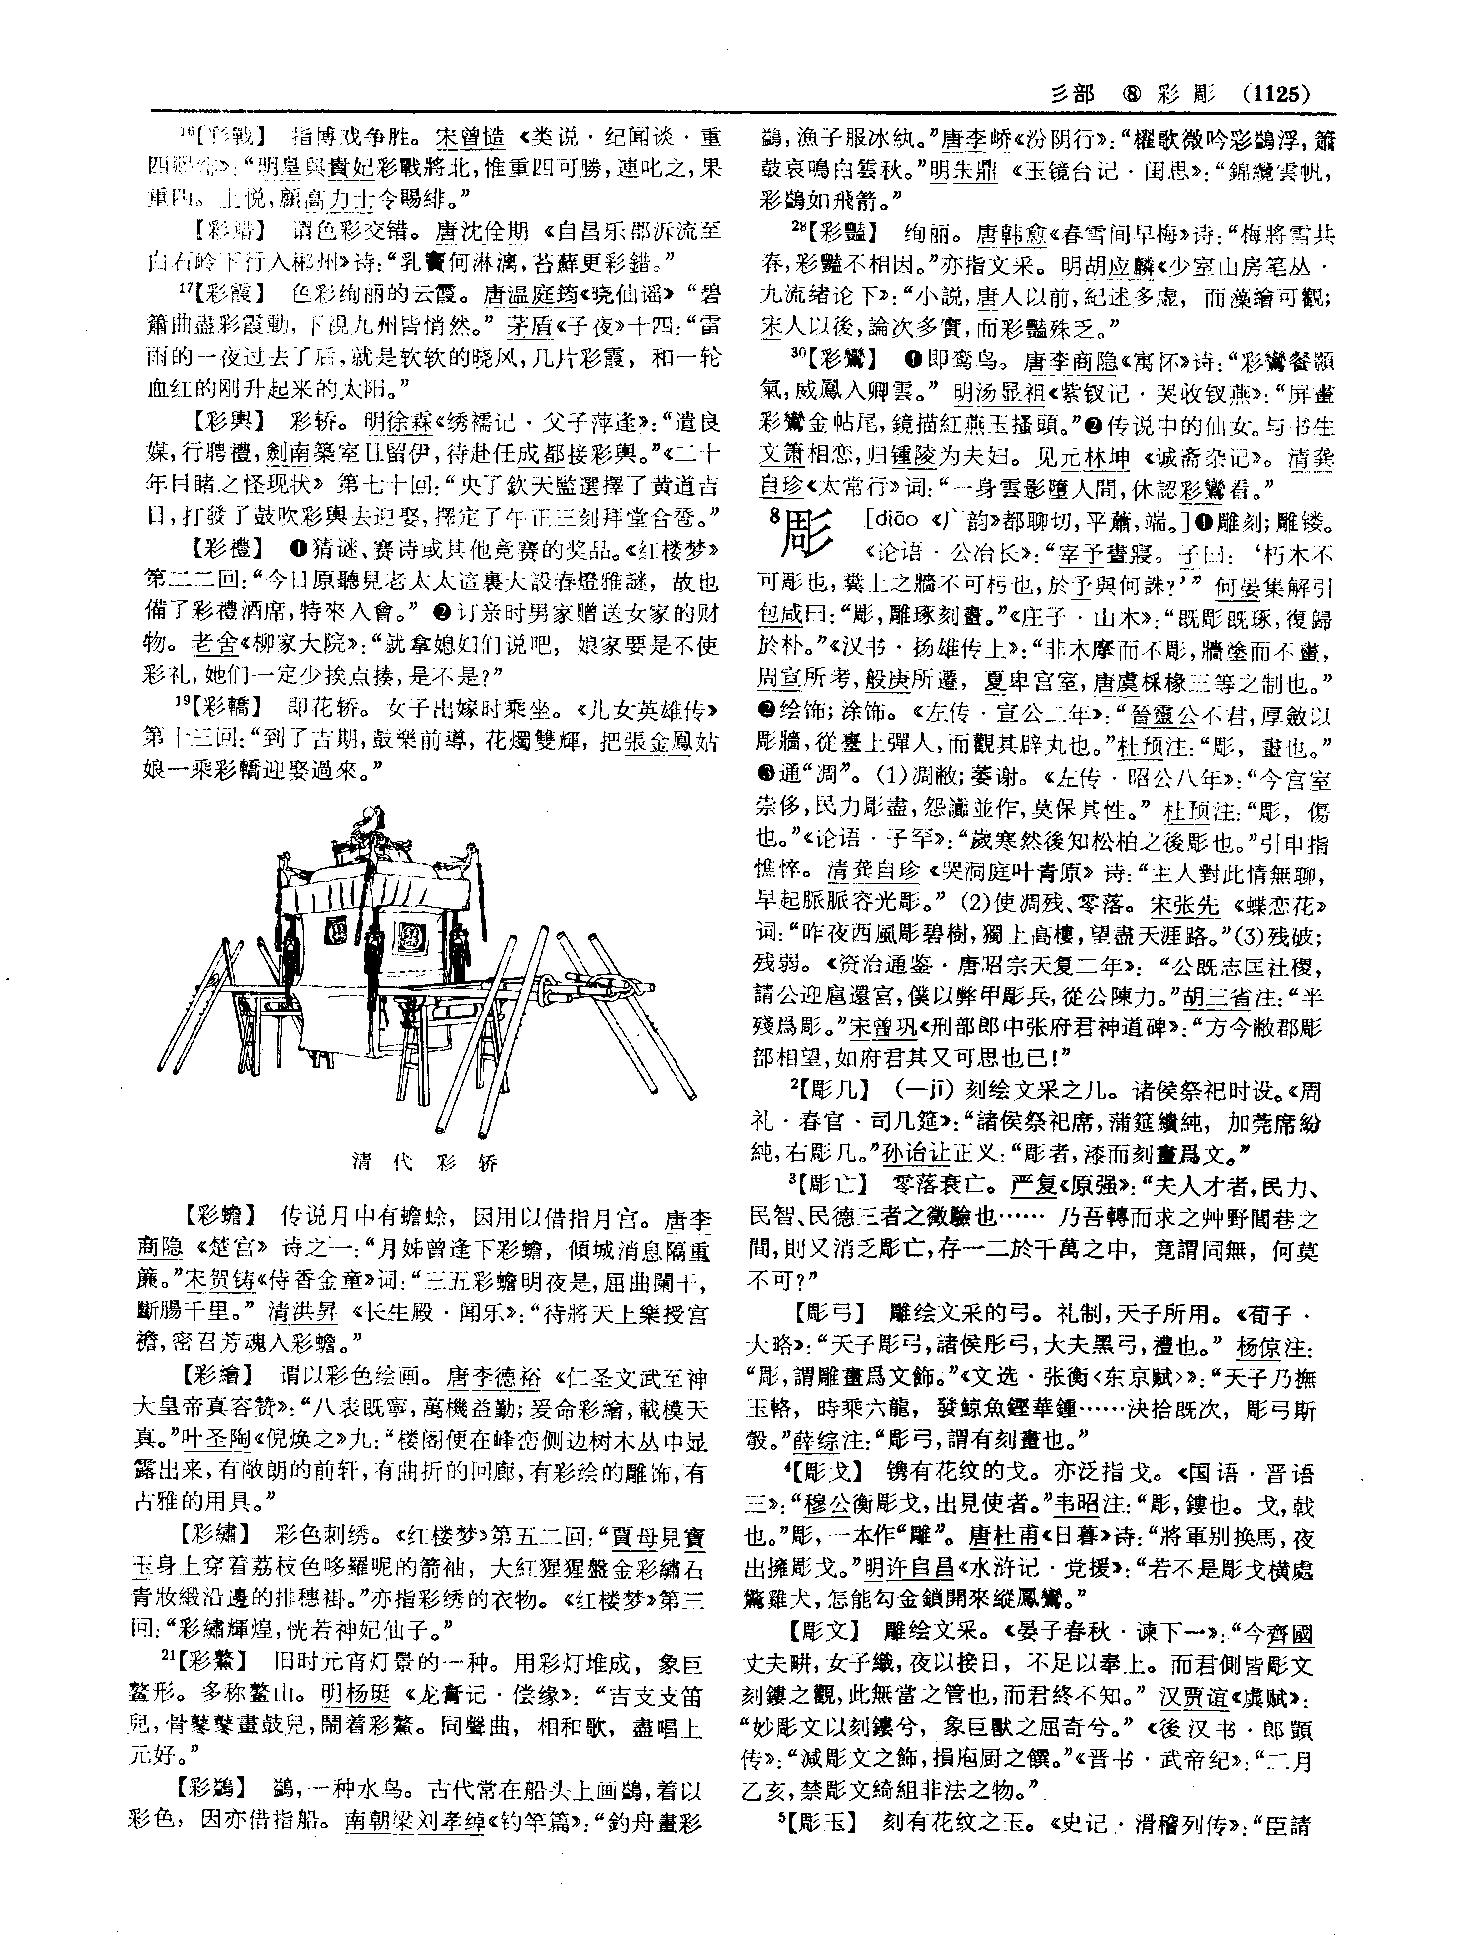 彡部 ⑧ 彩 彫 (1125)
¹⁶【彩戰】 指博戏争胜。宋曾慥《类说·纪闻谈·重
四賜緋》：“明皇與貴妃彩戰將北，惟重四可勝，連叱之，果
重四。上悦，顧高力士令賜緋。”
【彩錯】 谓色彩交错。唐沈佺期《自昌乐郡泝流至
白石岭下行入郴州》诗：“乳竇何淋漓，苔蘚更彩錯。”
¹⁷【彩霞】 色彩绚丽的云霞。唐温庭筠《晓仙谣》“碧
簫曲盡彩霞動，下視九州皆悄然。”茅盾《子夜》十四：“雷
雨的一夜过去了后，就是软软的晓风，几片彩霞，和一轮
血红的刚升起来的太阳。”
【彩輿】 彩轿。明徐霖《绣襦记·父子萍逢》：“遣良
媒，行聘禮，劍南築室且留伊，待赴任成都接彩輿。”《二十
年目睹之怪现状》第七十回：“央了欽天監選擇了黄道吉
日，打發了鼓吹彩輿去迎娶，擇定了午正三刻拜堂合卺。”
【彩禮】 ❶猜谜、赛诗或其他竞赛的奖品。《红楼梦》
第二二回：“今日原聽見老太太這裏大設春燈雅謎，故也
備了彩禮酒席，特來入會。”❷订亲时男家赠送女家的财
物。老舍《柳家大院》：“就拿媳妇们说吧，娘家要是不使
彩礼，她们一定少挨点揍，是不是？”
¹⁹【彩轎】 即花轿。女子出嫁时乘坐。《儿女英雄传》
第十三回：“到了吉期，鼓樂前導，花燭雙輝，把張金鳳姑
娘一乘彩轎迎娶過來。”
清代彩轿
【彩蟾】 传说月中有蟾蜍，因用以借指月宫。唐李
商隐《楚宫》诗之一：“月姊曾逢下彩蟾，傾城消息隔重
簾。”宋贺铸《侍香金童》词：“三五彩蟾明夜是，屈曲闌干，
斷腸千里。”清洪昇《长生殿·闻乐》：“待將天上樂授宫
襜，密召芳魂入彩蟾。”
【彩繪】 谓以彩色绘画。唐李德裕《仁圣文武至神
大皇帝真容赞》：“八表既寧，萬機益勤；爰命彩繪，載模天
真。”叶圣陶《倪焕之》九：“楼阁便在峰峦侧边树木丛中显
露出来，有敞朗的前轩，有曲折的回廊，有彩绘的雕饰，有
古雅的用具。”
【彩繡】 彩色刺绣。《红楼梦》第五二回：“賈母見寶
玉身上穿着荔枝色哆羅呢的箭袖，大紅猩猩盤金彩繡石
青妝緞沿邊的排穗褂。”亦指彩绣的衣物。《红楼梦》第三
回：“彩繡輝煌，恍若神妃仙子。”
²¹【彩鰲】 旧时元宵灯景的一种。用彩灯堆成，象巨
鳌形。多称鳌山。明杨珽《龙膏记·偿缘》：“吉支支笛
兒，骨鼕鼕畫鼓兒，鬧着彩鰲。同聲曲，相和歌，盡唱上
元好。”
【彩鷁】 鷁，一种水鸟。古代常在船头上画鷁，着以
彩色，因亦借指船。南朝梁刘孝绰《钓竿篇》：“釣舟畫彩
鷁，漁子服冰紈。”唐李峤《汾阴行》：“櫂歌微吟彩鷁浮，簫
鼓哀鳴白雲秋。”明朱鼎《玉镜台记·闺思》：“錦纜雲帆，
彩鷁如飛箭。”
²⁸【彩豔】 绚丽。唐韩愈《春雪间早梅》诗：“梅將雪共
春，彩豔不相因。”亦指文采。明胡应麟《少室山房笔丛·
九流绪论下》：“小説，唐人以前，紀述多虚，而藻繪可觀；
宋人以後，論次多實，而彩豔殊乏。”
³⁰【彩鸞】 ❶即鸾鸟。唐李商隐《寓怀》诗：“彩鸞餐顥
氣，威鳳入卿雲。”明汤显祖《紫钗记·哭收钗燕》：“屏畫
彩鸞金帖尾，鏡描紅燕玉搔頭。”❷传说中的仙女。与书生
文箫相恋，归锺陵为夫妇。见元林坤《诚斋杂记》。清龚
自珍《太常行》词：“一身雲影墮人間，休認彩鸞看。”
⁸彫 ［diāo《广韵》都聊切，平蕭，端。］❶雕刻；雕镂。
《论语·公冶长》：“宰予晝寢。子曰：‘朽木不
可彫也，糞土之牆不可杇也，於予與何誅？’”何晏集解引
包咸曰：“彫，雕琢刻畫。”《庄子·山木》：“既彫既琢，復歸
於朴。”《汉书·扬雄传上》：“非木摩而不彫，牆塗而不畫，
周宣所考，般庚所遷，夏卑宫室，唐虞棌椽三等之制也。”
❷绘饰；涂饰。《左传·宣公二年》：“晉靈公不君，厚斂以
彫牆，從臺上彈人，而觀其辟丸也。”杜预注：“彫，畫也。”
❸通“凋”。(1)凋敝；萎谢。《左传·昭公八年》：“今宫室
崇侈，民力彫盡，怨讟並作，莫保其性。”杜预注：“彫，傷
也。”《论语·子罕》：“歲寒然後知松柏之後彫也。”引申指
憔悴。清龚自珍《哭洞庭叶青原》诗：“主人對此情無聊，
早起脈脈容光彫。”(2)使凋残、零落。宋张先《蝶恋花》
词：“昨夜西風彫碧樹，獨上高樓，望盡天涯路。”(3)残破；
残弱。《资治通鉴·唐昭宗天复二年》：“公既志匡社稷，
請公迎扈還宫，僕以弊甲彫兵，從公陳力。”胡三省注：“半
殘爲彫。”宋曾巩《刑部郎中张府君神道碑》：“方今敝郡彫
部相望，如府君其又可思也已！”
²【彫几】 (—jī) 刻绘文采之几。诸侯祭祀时设。《周
礼·春官·司几筵》：“諸侯祭祀席，蒲筵繢純，加莞席紛
純，右彫几。”孙诒让正义：“彫者，漆而刻畫爲文。”
³【彫亡】 零落衰亡。严复《原强》：“夫人才者，民力、
民智、民德三者之徵驗也……乃吾轉而求之艸野閭巷之
間，則又消乏彫亡，存一二於千萬之中，竟謂同無，何莫
不可？”
【彫弓】 雕绘文采的弓。礼制，天子所用。《荀子·
大略》：“天子彫弓，諸侯彤弓，大夫黑弓，禮也。”杨倞注：
“彫，謂雕畫爲文飾。”《文选·张衡〈东京赋〉》：“天子乃撫
玉輅，時乘六龍，發鯨魚鏗華鍾……決拾既次，彫弓斯
彀。”薛综注：“彫弓，謂有刻畫也。”
⁴【彫戈】 镌有花纹的戈。亦泛指戈。《国语·晋语
三》：“穆公衡彫戈，出見使者。”韦昭注：“彫，鏤也。戈，戟
也。”彫，一本作“雕”。唐杜甫《日暮》诗：“將軍别换馬，夜
出擁彫戈。”明许自昌《水浒记·党援》：“若不是彫戈横處
驚雞犬，怎能勾金鎖開來縱鳳鸞。”
【彫文】 雕绘文采。《晏子春秋·谏下一》：“今齊國
丈夫耕，女子織，夜以接日，不足以奉上。而君側皆彫文
刻鏤之觀，此無當之管也，而君終不知。”汉贾谊《虡赋》：
“妙彫文以刻鏤兮，象巨獸之屈奇兮。”《後汉书·郎顗
传》：“減彫文之飾，損庖厨之饌。”《晋书·武帝纪》：“二月
乙亥，禁彫文綺組非法之物。”
⁵【彫玉】 刻有花纹之玉。《史记·滑稽列传》：“臣請